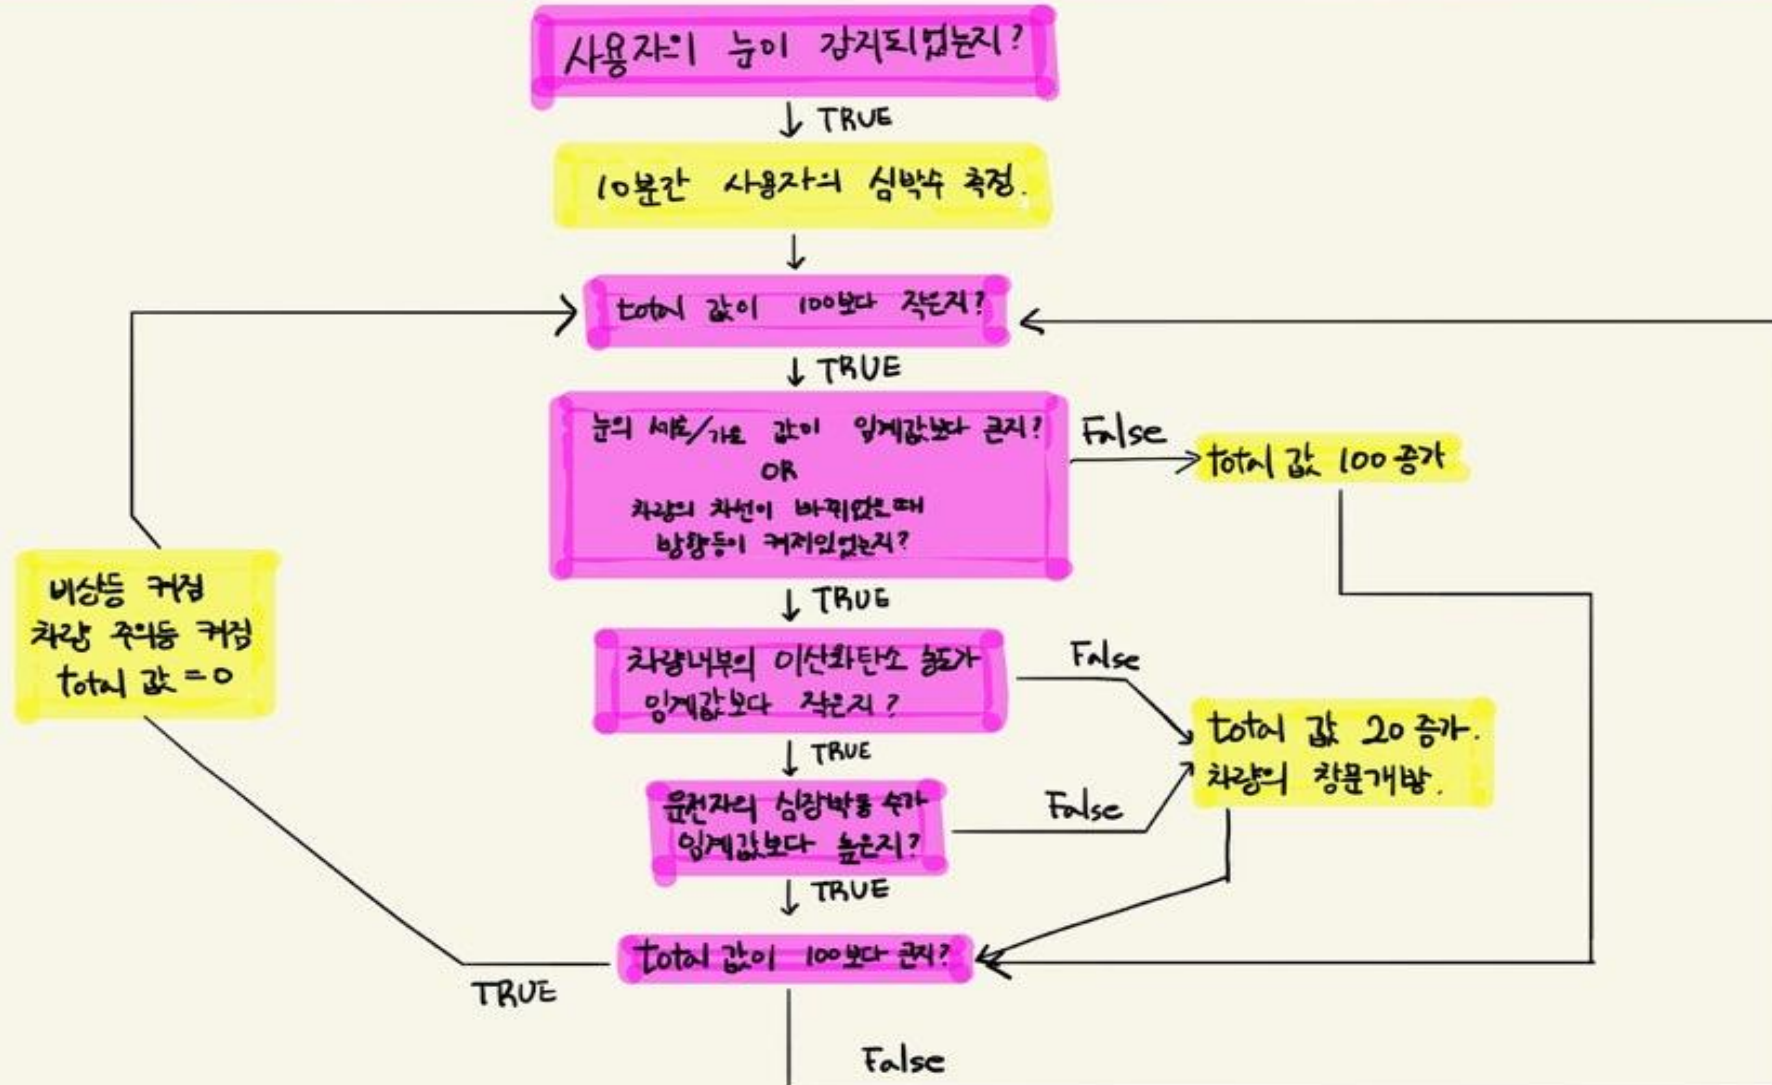 사용자의 눈이 감지되었는지?
↓ TRUE
10분간 사용자의 심박수 측정.
↓
total 값이 100보다 작은지?
↓ TRUE
눈의 세로/가로 값이 임계값보다 큰지?
OR
차량의 차선이 바뀌었을때
방향등이 켜져있었는지?
False
total 값 100 증가
↓ TRUE
비상등 켜짐
차량 주의등 켜짐
total 값 = 0
차량내부의 이산화탄소 농도가
임계값보다 작은지?
False
total 값 20 증가.
차량의 창문개방.
↓ TRUE
운전자의 심장박동 수가
임계값보다 높은지?
False
↓ TRUE
total 값이 100보다 큰지?
TRUE
False